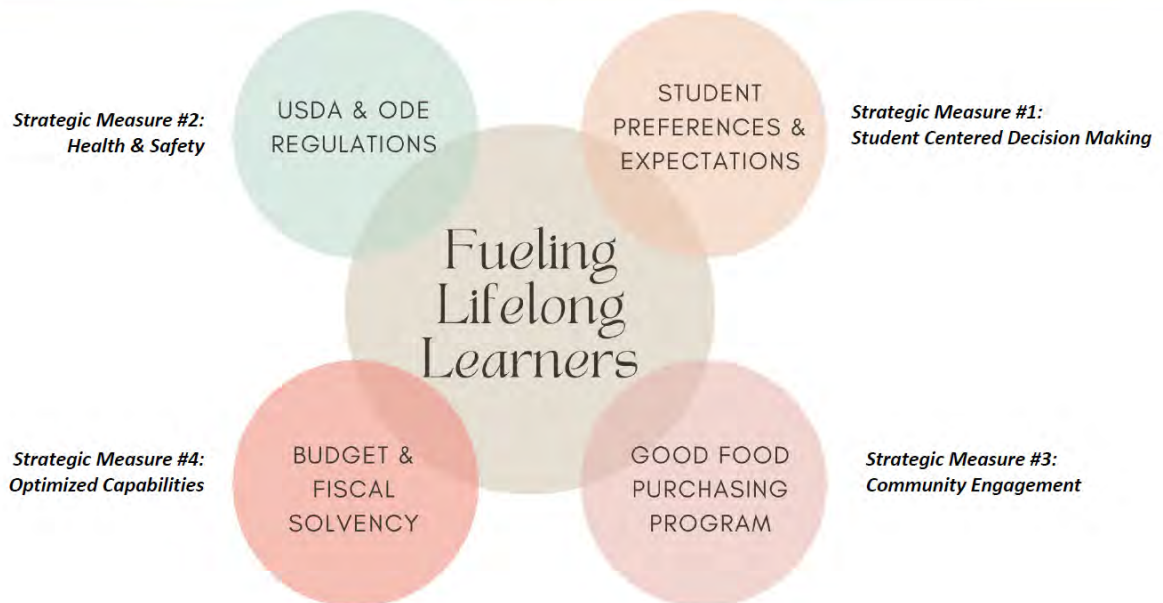 Strategic Measure #2:
Health & Safety
USDA & ODE
REGULATIONS
STUDENT
PREFERENCES &
EXPECTATIONS
Strategic Measure #1:
Student Centered Decision Making
Fueling
Lifelong
Learners
Strategic Measure #4:
Optimized Capabilities
BUDGET &
FISCAL
SOLVENCY
GOOD FOOD
PURCHASING
PROGRAM
Strategic Measure #3:
Community Engagement